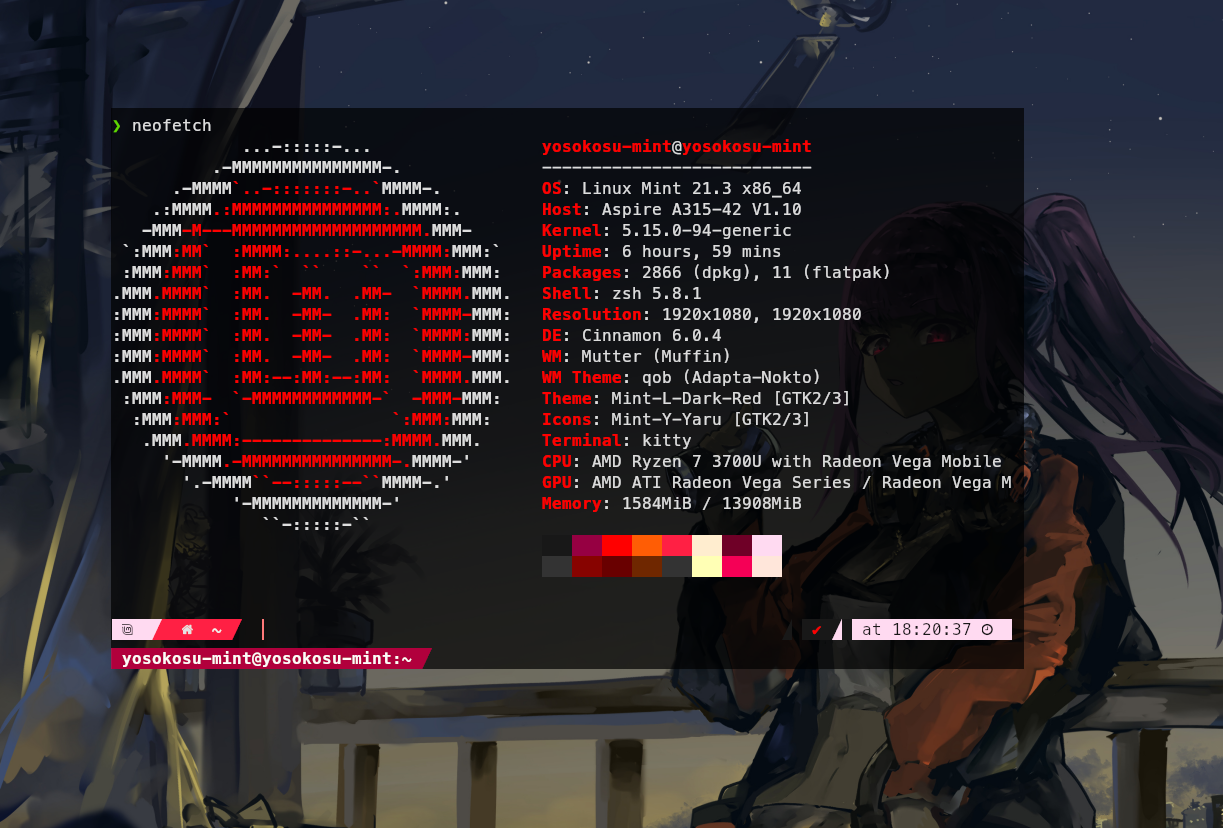 ❯ neofetch
...-:::::-...
.-MMMMMMMMMMMMMMM-.
.-MMMM`..-:::::::-..`MMMM-.
.:MMMM.:MMMMMMMMMMMMMMM:.MMMM:.
-MMM-M---MMMMMMMMMMMMMMMMMMM.MMM-
`:MMM:MM`  :MMMM:....::-...-MMMM:MMM:`
:MMM:MMM`  :MM:`  ``    ``  `:MMM:MMM:
.MMM.MMMM`  :MM.  -MM.  .MM-  `MMMM.MMM.
:MMM:MMMM`  :MM.  -MM-  .MM:  `MMMM-MMM:
:MMM:MMMM`  :MM.  -MM-  .MM:  `MMMM:MMM:
:MMM:MMMM`  :MM.  -MM-  .MM:  `MMMM-MMM:
.MMM.MMMM`  :MM:--:MM:--:MM:  `MMMM.MMM.
:MMM:MMM-  `-MMMMMMMMMMMM-`  -MMM-MMM:
:MMM:MMM:`                `:MMM:MMM:
.MMM.MMMM:--------------:MMMM.MMM.
'-MMMM.-MMMMMMMMMMMMMMM-.MMMM-'
'.-MMMM``--:::::--``MMMM-.'
'-MMMMMMMMMMMMM-'
``-:::::-``
yosokosu-mint@yosokosu-mint
---------------------------
OS: Linux Mint 21.3 x86_64
Host: Aspire A315-42 V1.10
Kernel: 5.15.0-94-generic
Uptime: 6 hours, 59 mins
Packages: 2866 (dpkg), 11 (flatpak)
Shell: zsh 5.8.1
Resolution: 1920x1080, 1920x1080
DE: Cinnamon 6.0.4
WM: Mutter (Muffin)
WM Theme: qob (Adapta-Nokto)
Theme: Mint-L-Dark-Red [GTK2/3]
Icons: Mint-Y-Yaru [GTK2/3]
Terminal: kitty
CPU: AMD Ryzen 7 3700U with Radeon Vega Mobile
GPU: AMD ATI Radeon Vega Series / Radeon Vega M
Memory: 1584MiB / 13908MiB
~ ✔ at 18:20:37
yosokosu-mint@yosokosu-mint:~